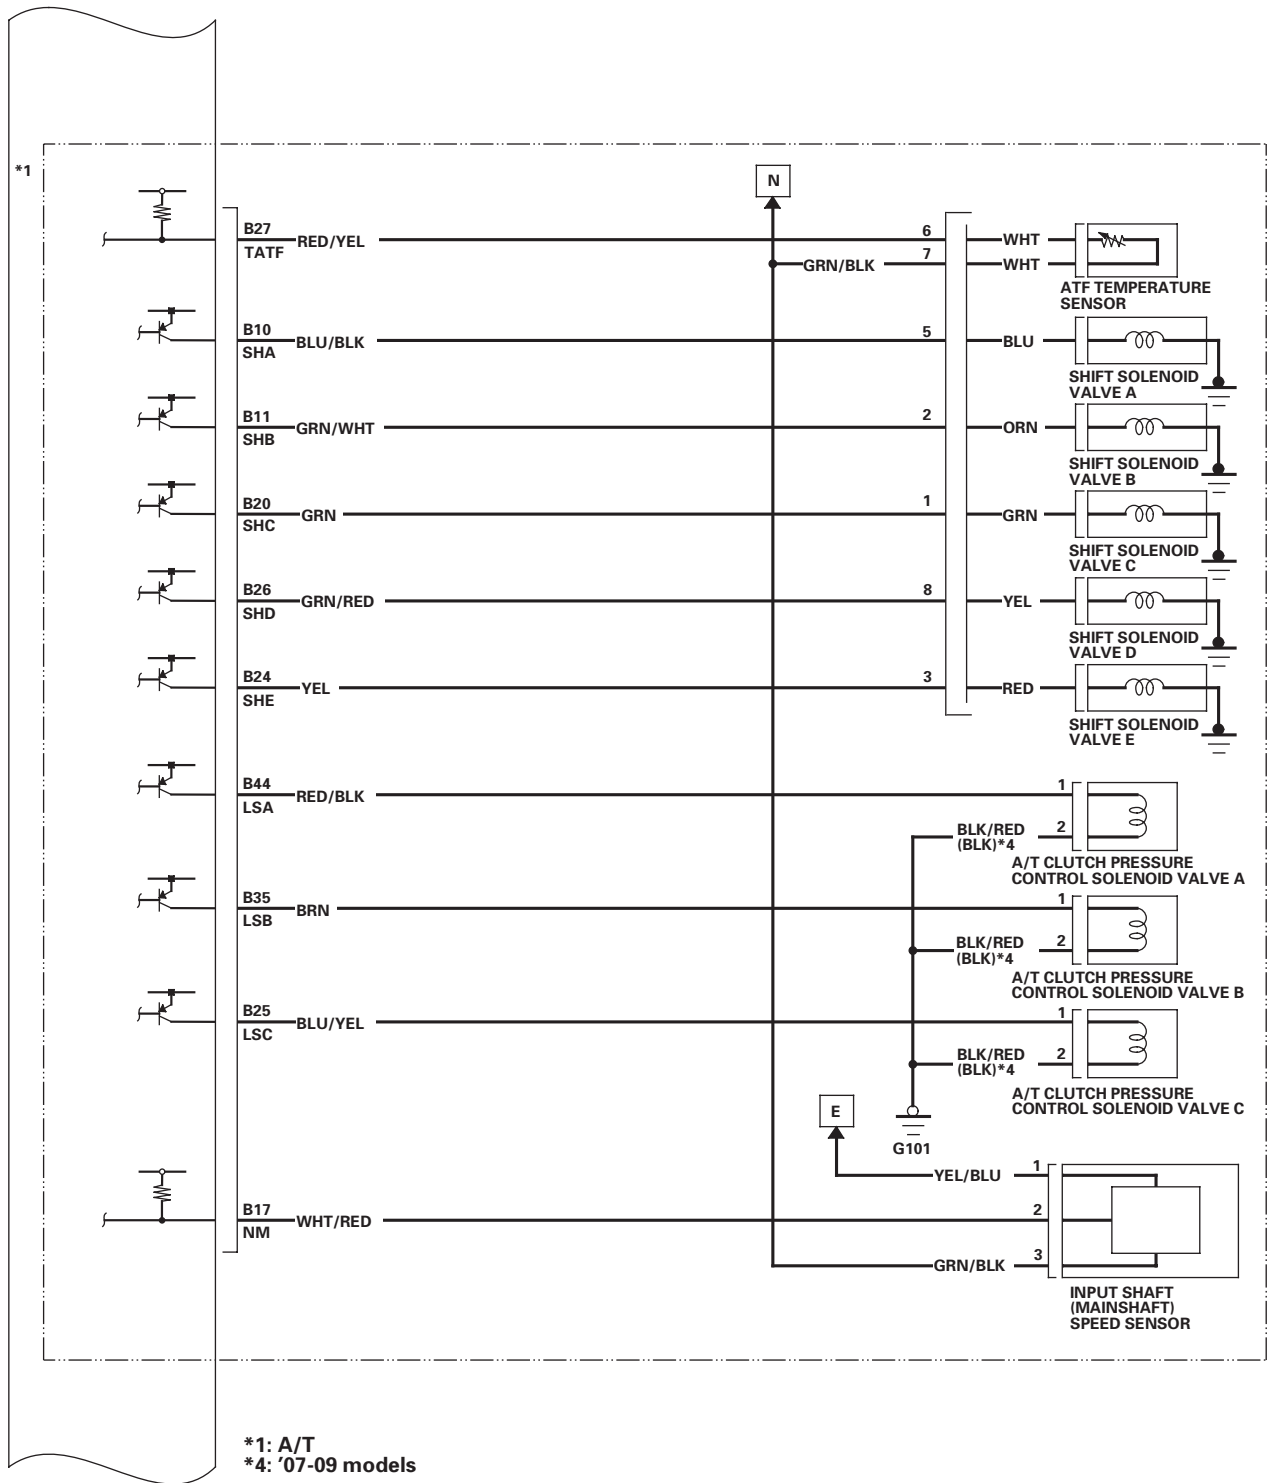 *1
N
B27
TATF
RED/YEL
6
WHT
GRN/BLK
7
WHT
ATF TEMPERATURE
SENSOR
B10
SHA
BLU/BLK
5
BLU
SHIFT SOLENOID
VALVE A
B11
SHB
GRN/WHT
2
ORN
SHIFT SOLENOID
VALVE B
B20
SHC
GRN
1
GRN
SHIFT SOLENOID
VALVE C
B26
SHD
GRN/RED
8
YEL
SHIFT SOLENOID
VALVE D
B24
SHE
YEL
3
RED
SHIFT SOLENOID
VALVE E
B44
LSA
RED/BLK
1
BLK/RED
(BLK)*4
2
A/T CLUTCH PRESSURE
CONTROL SOLENOID VALVE A
B35
LSB
BRN
1
BLK/RED
(BLK)*4
2
A/T CLUTCH PRESSURE
CONTROL SOLENOID VALVE B
B25
LSC
BLU/YEL
1
BLK/RED
(BLK)*4
2
A/T CLUTCH PRESSURE
CONTROL SOLENOID VALVE C
E
G101
YEL/BLU
1
B17
NM
WHT/RED
2
GRN/BLK
3
INPUT SHAFT
(MAINSHAFT)
SPEED SENSOR
*1: A/T
*4: '07-09 models